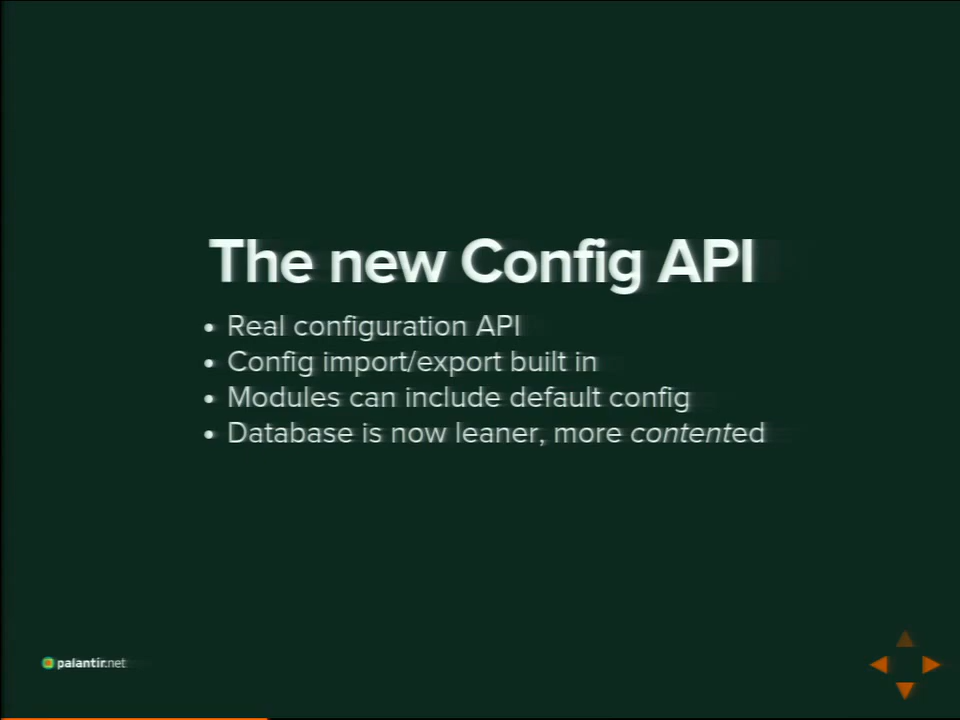 The new Config API
• Real configuration API
• Config import/export built in
• Modules can include default config
• Database is now leaner, more contented
palantir.net